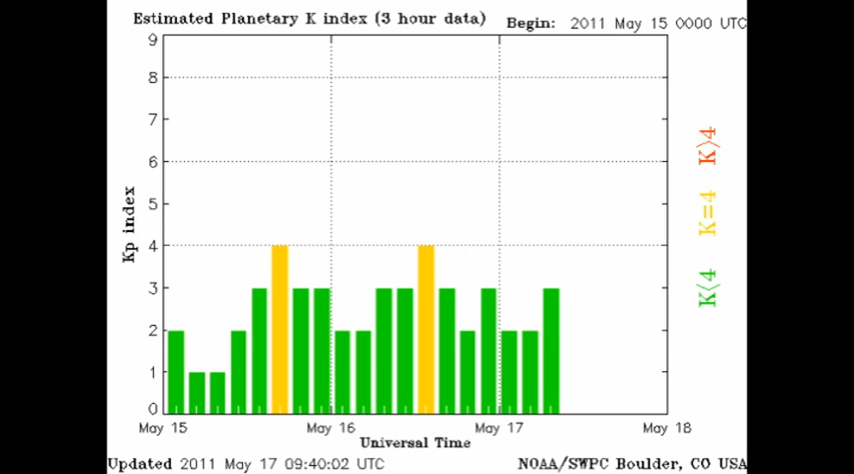 Estimated Planetary K index (3 hour data)
Begin: 2011 May 15 0000 UTC
9
8
7
6
5
4
3
2
1
0
Kp index
May 15
May 16
May 17
May 18
Universal Time
K>4
K=4
K<4
Updated 2011 May 17 09:40:02 UTC
NOAA/SWPC Boulder, CO USA